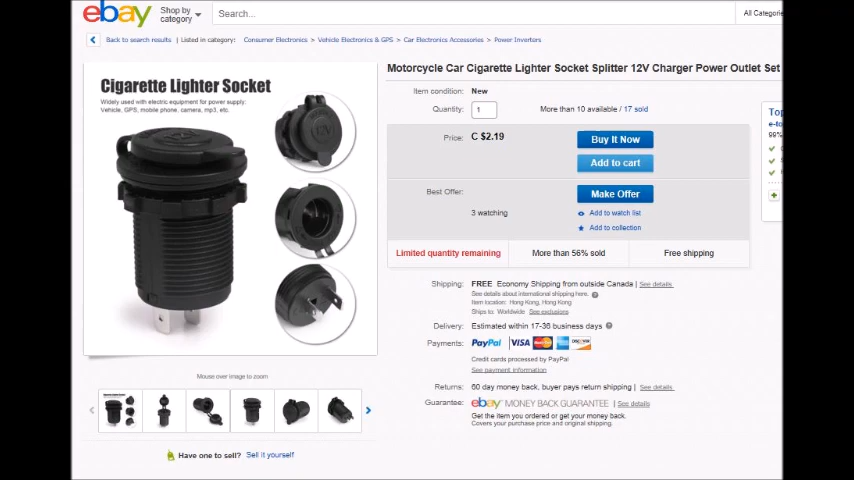 ebay
Shop by
category
Search...
All Categorie
Back to search results | Listed in category: Consumer Electronics > Vehicle Electronics & GPS > Car Electronics Accessories > Power Inverters
Cigarette Lighter Socket
Widely used with electric equipment for power supply:
Vehicle, GPS, mobile phone, camera, mp3, etc.
12V
Motorcycle Car Cigarette Lighter Socket Splitter 12V Charger Power Outlet Set
Item condition: New
Quantity: 1 More than 10 available / 17 sold
Price: C $2.19
Buy It Now
Add to cart
Best Offer:
Make Offer
3 watching
Add to watch list
Add to collection
Limited quantity remaining
More than 56% sold
Free shipping
Shipping: FREE Economy Shipping from outside Canada | See details
See details about international shipping here.
Item location: Hong Kong, Hong Kong
Ships to: Worldwide See exclusions
Delivery: Estimated within 17-36 business days
Payments: PayPal VISA MasterCard DISCOVER
Credit cards processed by PayPal
See payment information
Returns: 60 day money back, buyer pays return shipping | See details
Guarantee: ebay MONEY BACK GUARANTEE | See details
Get the item you ordered or get your money back.
Covers your purchase price and original shipping.
Mouse over image to zoom
Have one to sell? Sell it yourself
Top
e-to
99%